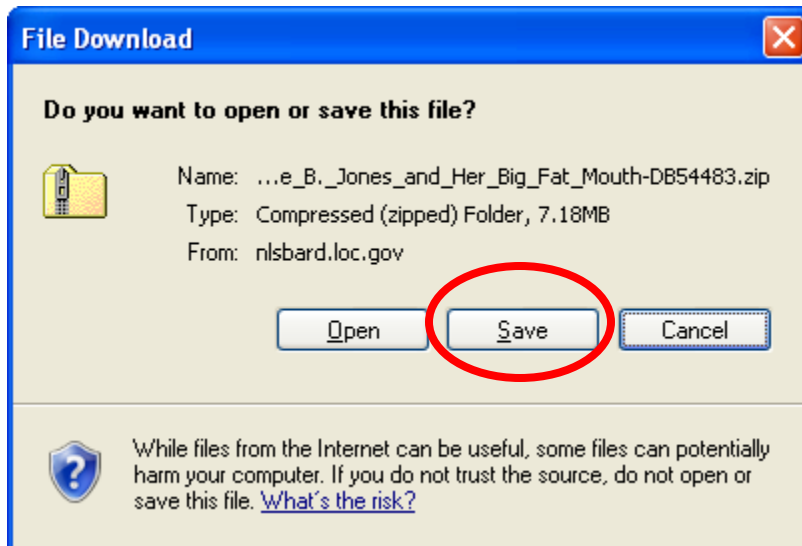 File Download
Do you want to open or save this file?
Name: ...e_B._Jones_and_Her_Big_Fat_Mouth-DB54483.zip
Type: Compressed (zipped) Folder, 7.18MB
From: nlsbard.loc.gov
Open Save Cancel
While files from the Internet can be useful, some files can potentially
harm your computer. If you do not trust the source, do not open or
save this file. What's the risk?